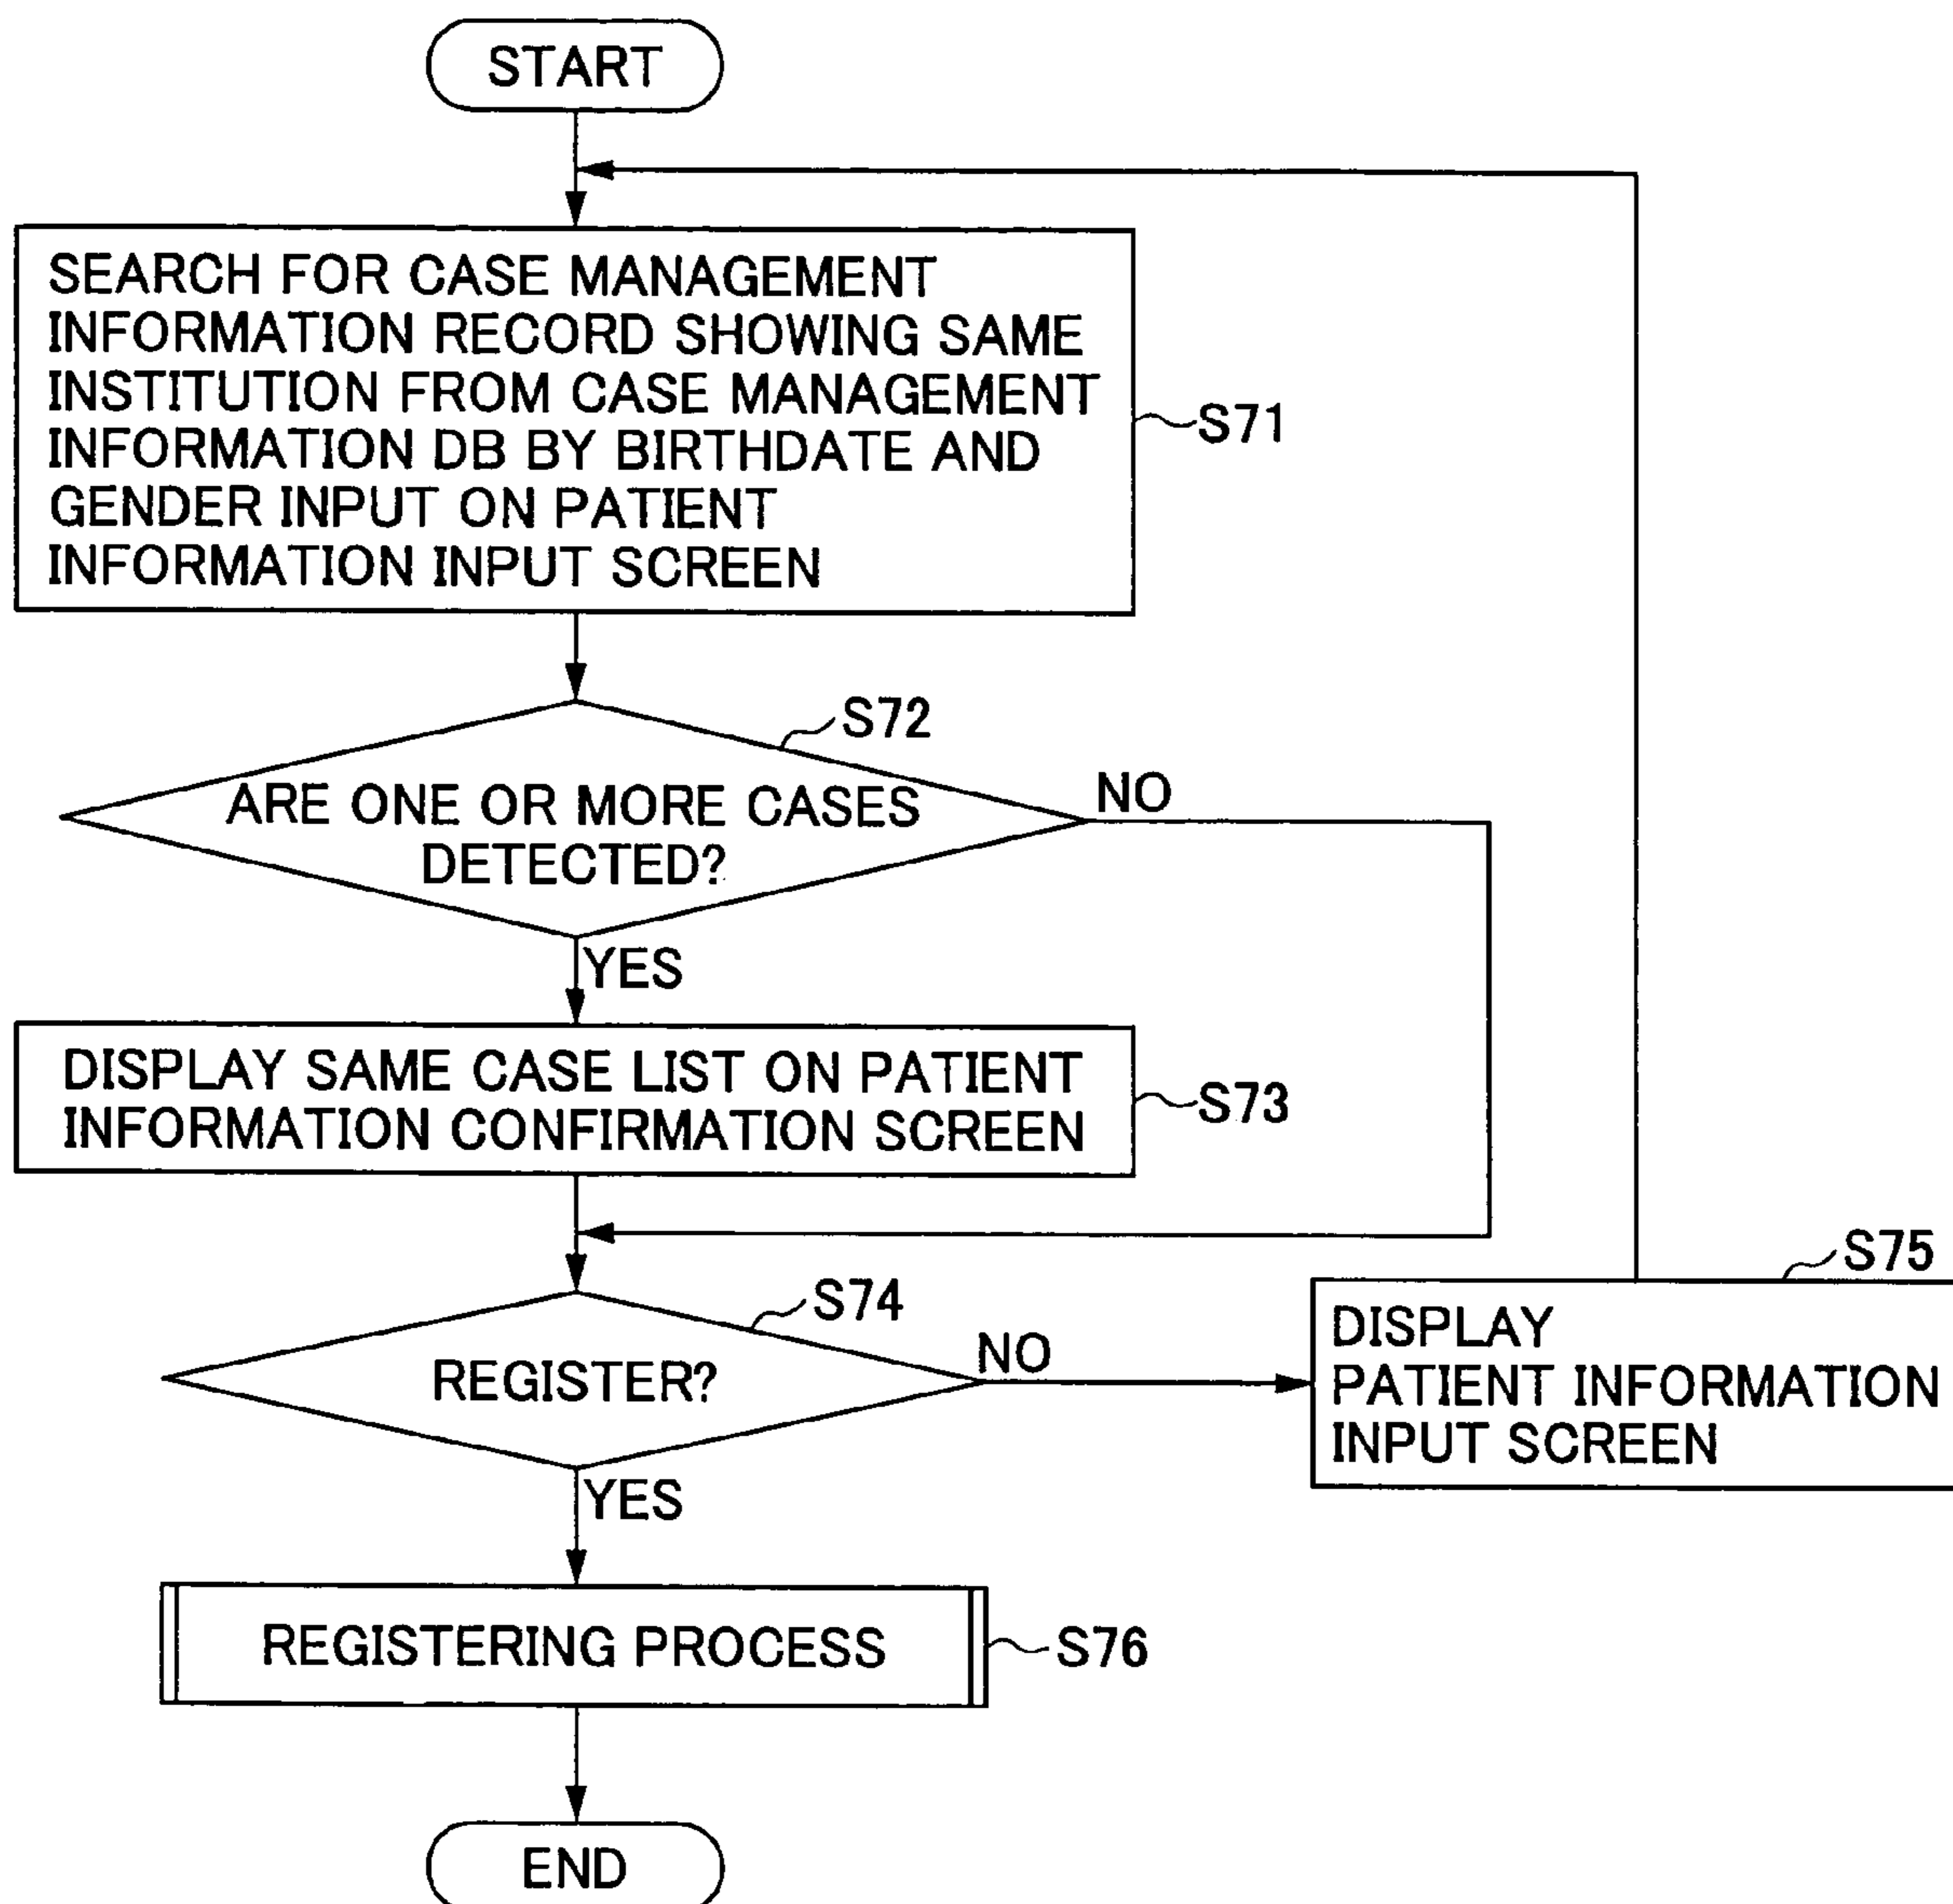 START
SEARCH FOR CASE MANAGEMENT
INFORMATION RECORD SHOWING SAME
INSTITUTION FROM CASE MANAGEMENT
INFORMATION DB BY BIRTHDATE AND
GENDER INPUT ON PATIENT
INFORMATION INPUT SCREEN
S71
S72
ARE ONE OR MORE CASES
DETECTED?
NO
YES
DISPLAY SAME CASE LIST ON PATIENT
INFORMATION CONFIRMATION SCREEN
S73
S74
REGISTER?
NO
S75
DISPLAY
PATIENT INFORMATION
INPUT SCREEN
YES
REGISTERING PROCESS
S76
END